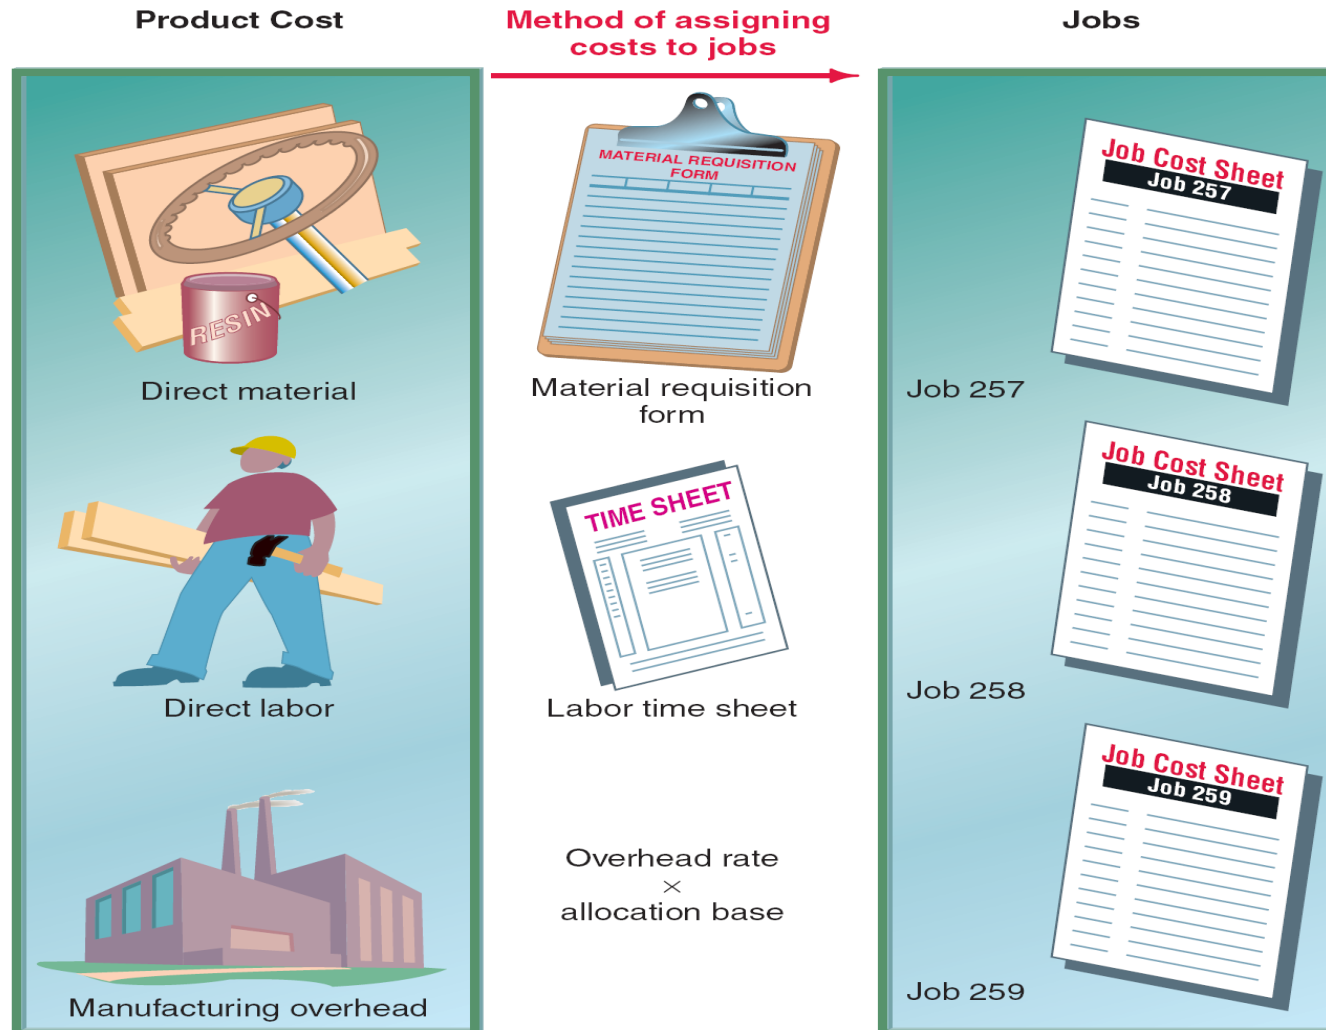 Product Cost
Method of assigning
costs to jobs
Jobs
RESIN
Direct material
MATERIAL REQUISITION
FORM
Material requisition
form
Job Cost Sheet
Job 257
Job 257
Direct labor
TIME SHEET
Labor time sheet
Job Cost Sheet
Job 258
Job 258
Manufacturing overhead
Overhead rate
×
allocation base
Job Cost Sheet
Job 259
Job 259